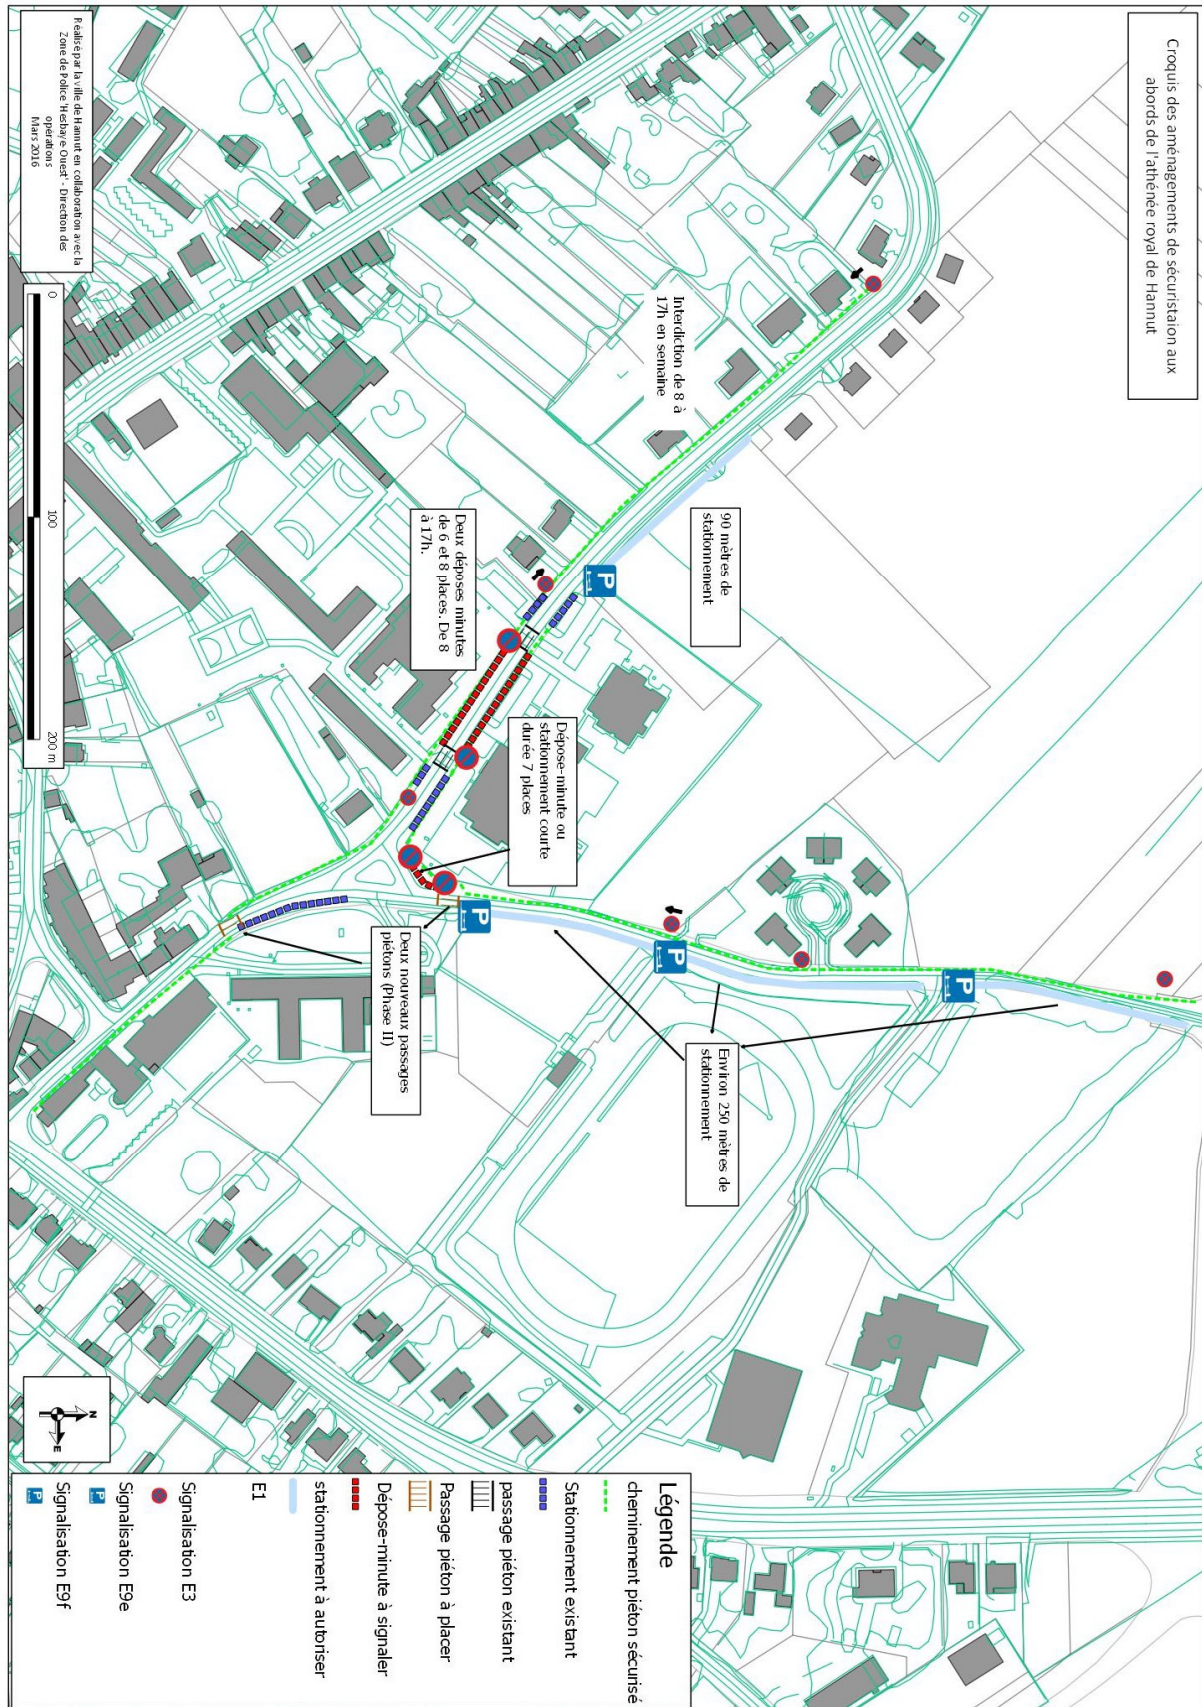 Croquis des aménagements de sécuristaion aux
abords de l'athénée royal de Hannut
Interdiction de 8 à
17h en semaine
90 mètres de
stationnement
Deux déposes minutes
de 6 et 8 places. De 8
à 17h.
Dépose-minute ou
stationnement courte
durée 7 places
Deux nouveaux passages
piétons (Phase II)
Environ 250 mètres de
stationnement
P
P
P
P
Réalisé par la ville de Hannut en collaboration avec la
Zone de Police 'Hesbaye-Ouest' - Direction des
opérations
Mars 2016
0
100
200 m
N
E
Légende
cheminement piéton sécurisé
Stationnement existant
passage piéton existant
Passage piéton à placer
Dépose-minute à signaler
stationnement à autoriser
E1
Signalisation E3
Signalisation E9e
Signalisation E9f